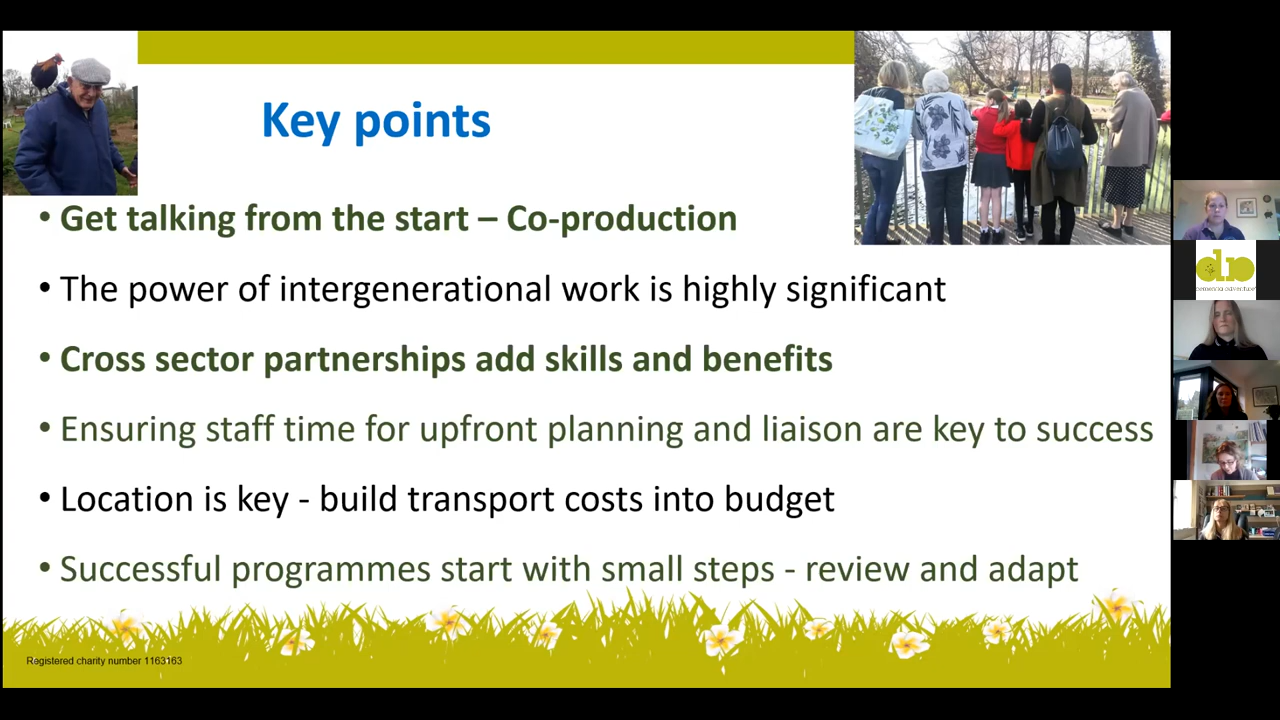 Key points
• Get talking from the start – Co-production
• The power of intergenerational work is highly significant
• Cross sector partnerships add skills and benefits
• Ensuring staff time for upfront planning and liaison are key to success
• Location is key - build transport costs into budget
• Successful programmes start with small steps - review and adapt
Registered charity number 1163163
dementia adventure